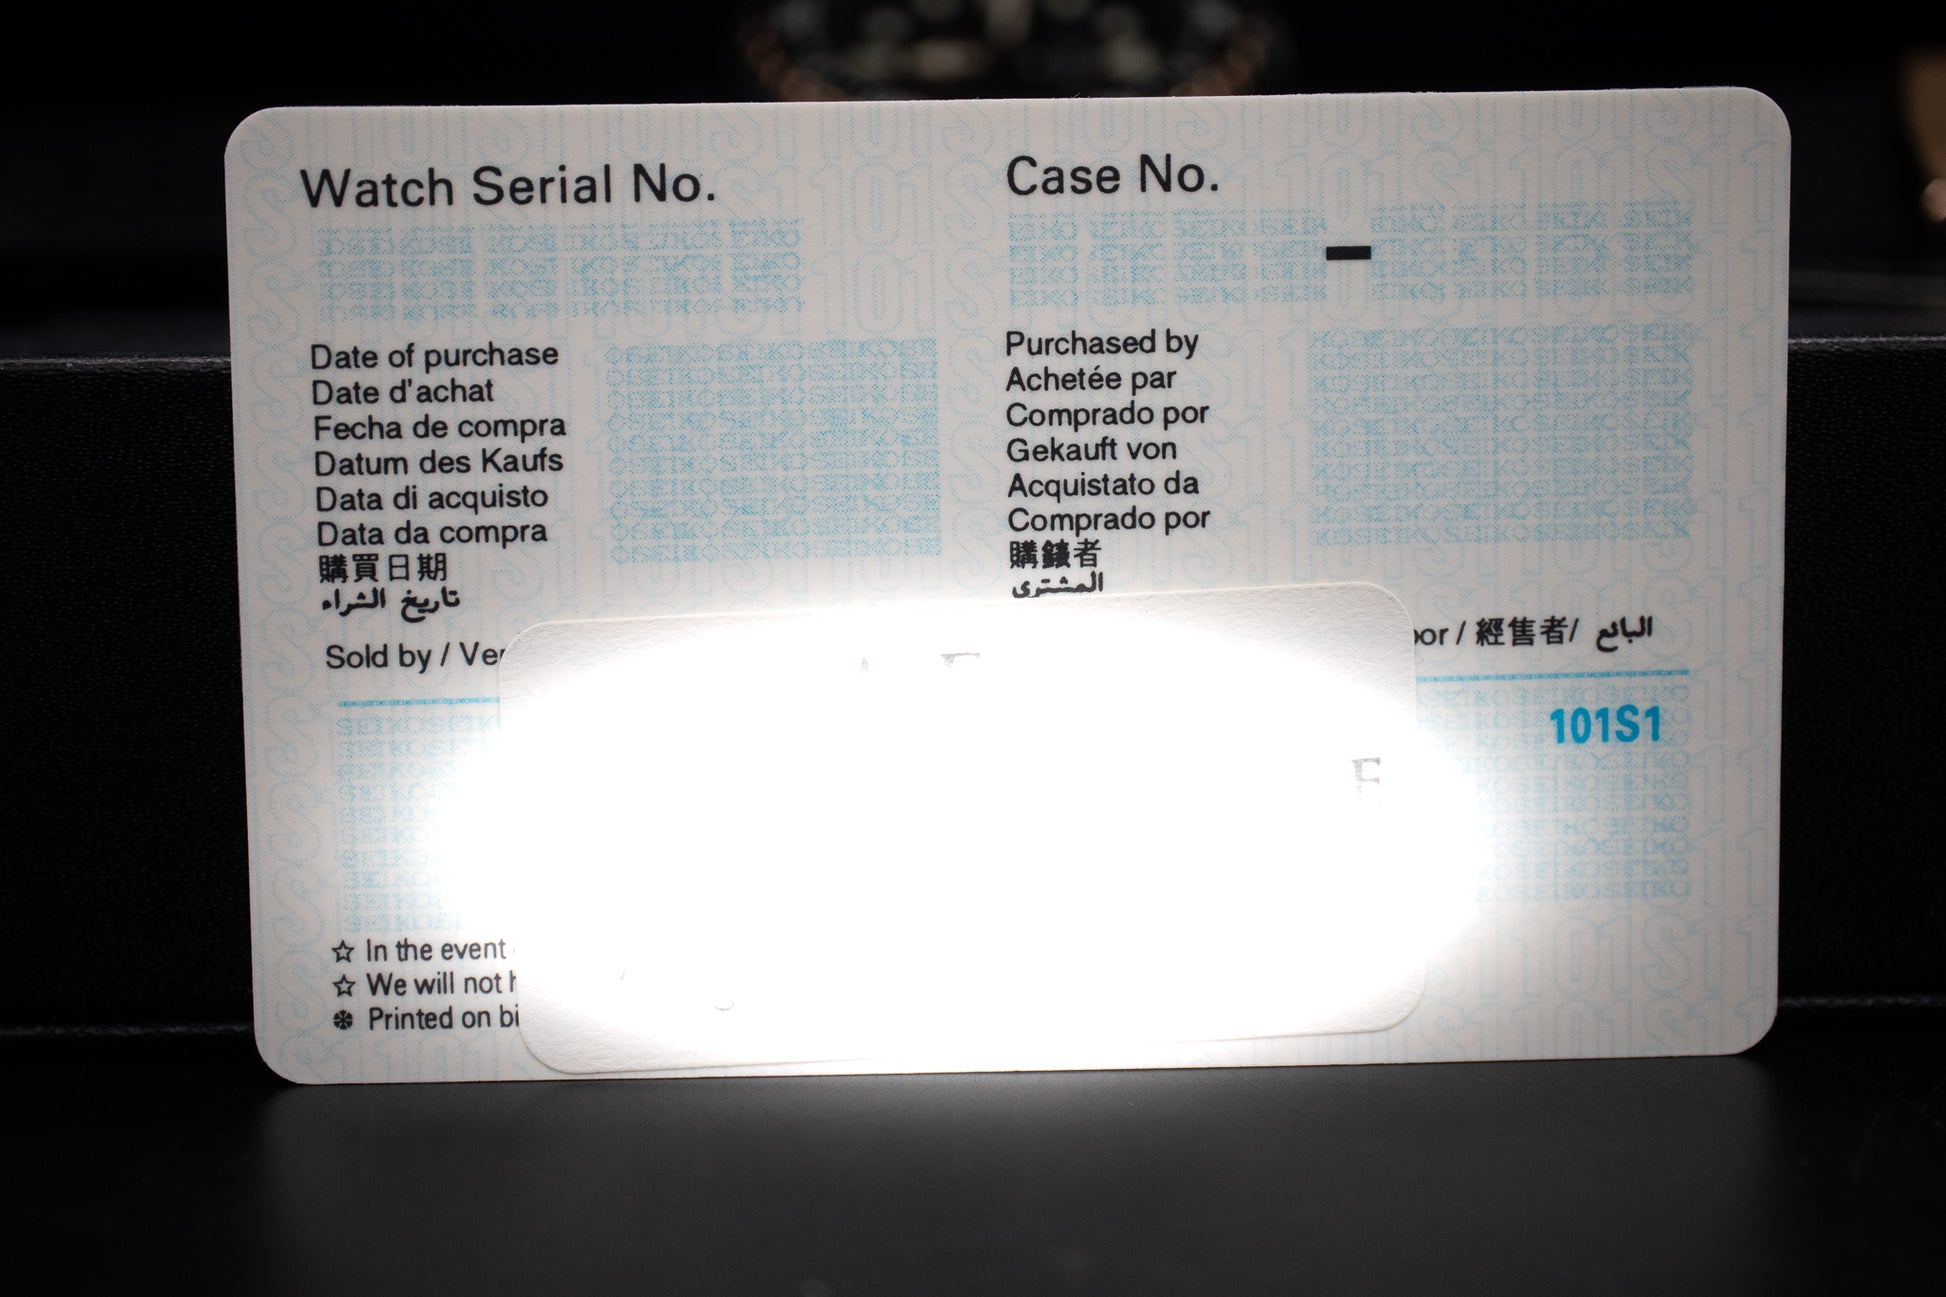 Watch Serial No.
Case No.
Date of purchase
Date d'achat
Fecha de compra
Datum des Kaufs
Data di acquisto
Data da compra
購買日期
تاريخ الشراء
Purchased by
Achetée par
Comprado por
Gekauft von
Acquistato da
Comprado por
購錶者
المشترى
Sold by /
經售者/ البائع
101S1
☆ In the event
☆ We will not
Printed on